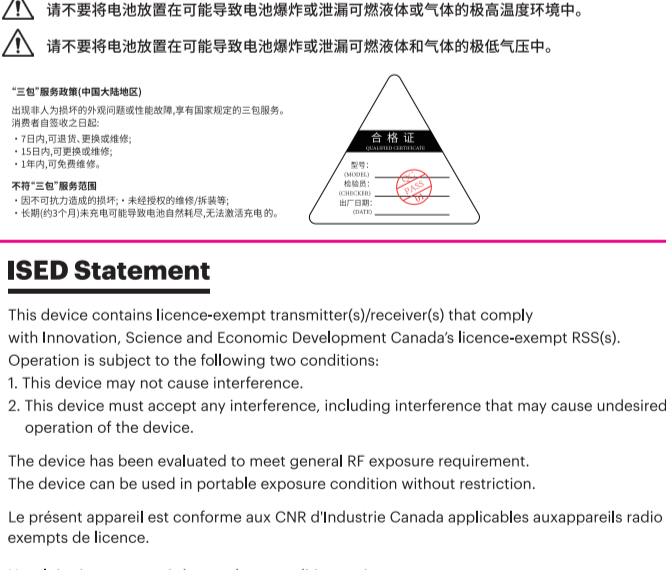 请不要将电池放置在可能导致电池爆炸或泄漏可燃液体或气体的极高温度环境中。
请不要将电池放置在可能导致电池爆炸或泄漏可燃液体和气体的极低气压中。
“三包”服务政策(中国大陆地区)
出现非人为损坏的外观问题或性能故障,享有国家规定的三包服务。
消费者自签收之日起:
・7日内,可退货、更换或维修;
・15日内,可更换或维修;
・1年内,可免费维修。
不符“三包”服务范围
・因不可抗力造成的损坏;・未经授权的维修/拆装等;
・长期(约3个月)未充电可能导致电池自然耗尽,无法激活充电的。
合格证
QUALIFIED CERTIFICATE
型号:
(MODEL)
检验员:
(CHECKER)
出厂日期:
(DATE)
QC
PASS
01
ISED Statement
This device contains licence-exempt transmitter(s)/receiver(s) that comply
with Innovation, Science and Economic Development Canada’s licence-exempt RSS(s).
Operation is subject to the following two conditions:
1. This device may not cause interference.
2. This device must accept any interference, including interference that may cause undesired
operation of the device.
The device has been evaluated to meet general RF exposure requirement.
The device can be used in portable exposure condition without restriction.
Le présent appareil est conforme aux CNR d'Industrie Canada applicables auxappareils radio
exempts de licence.